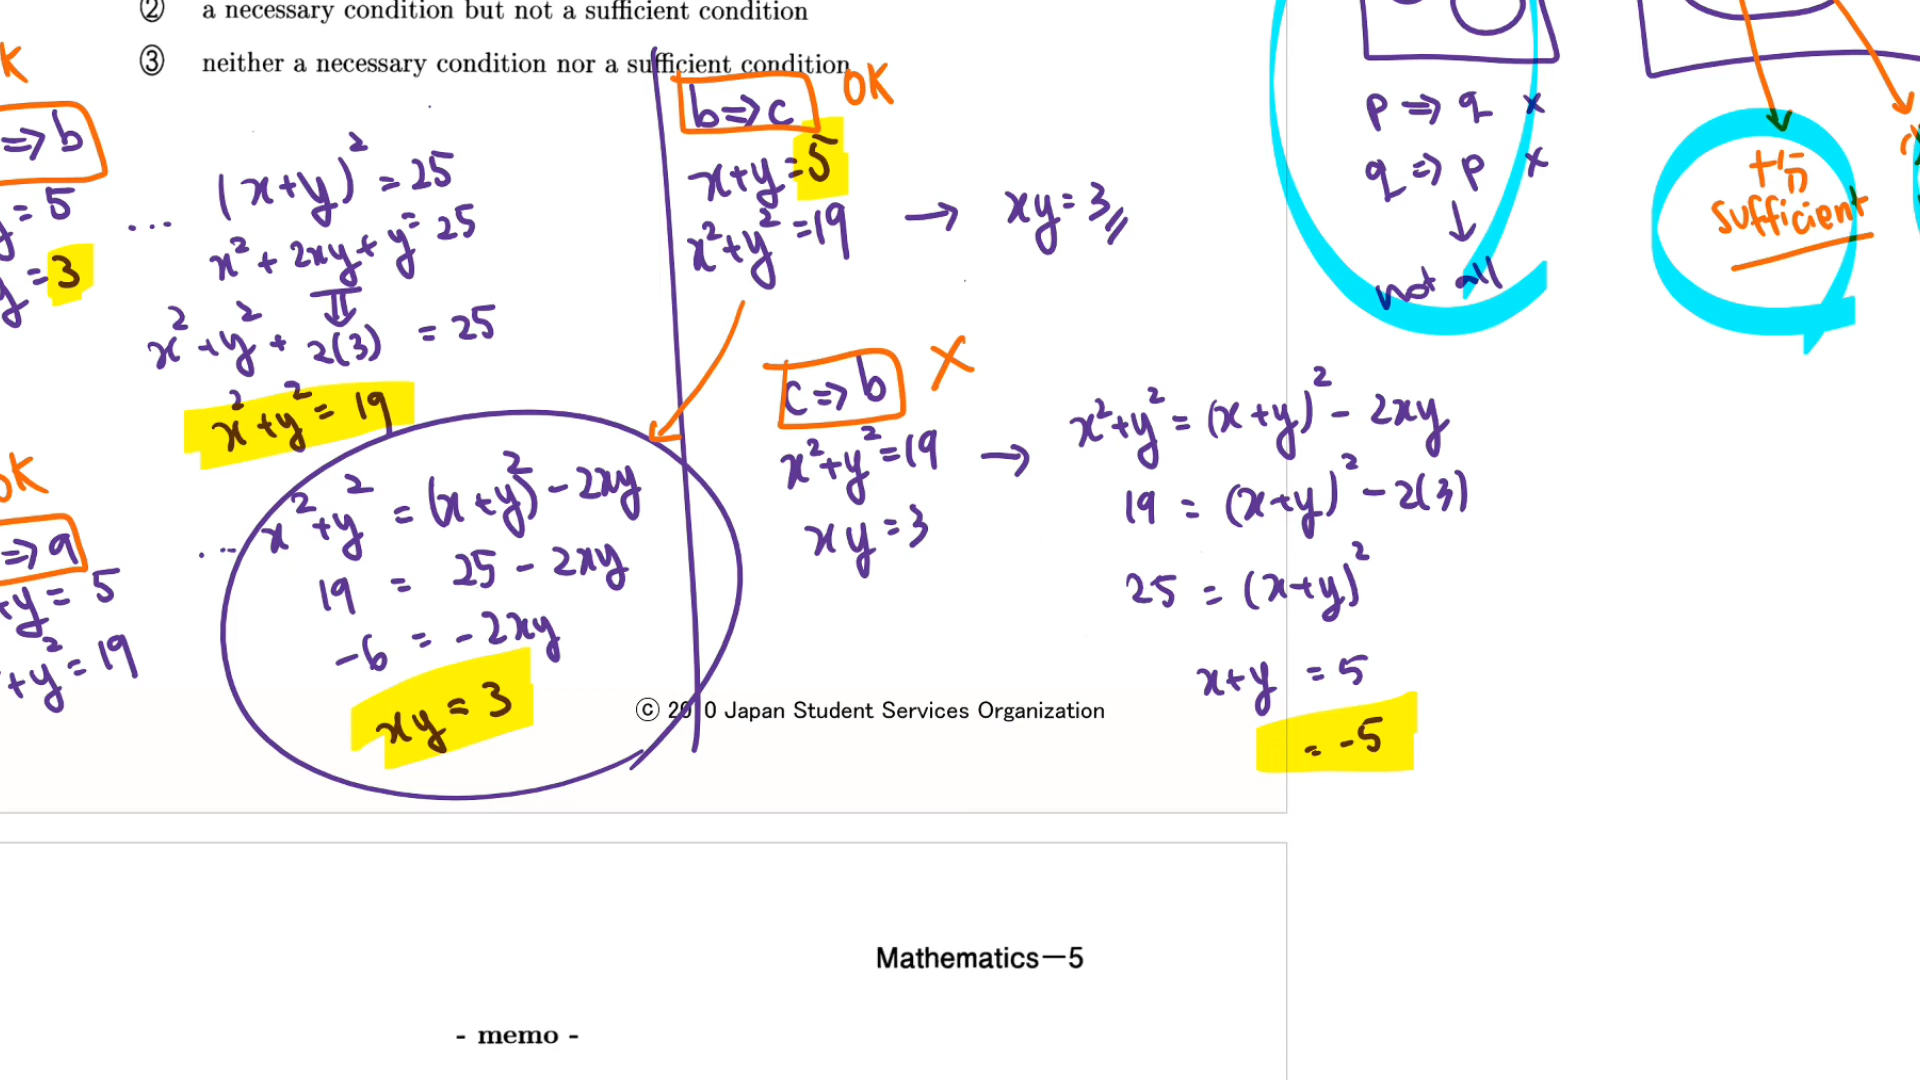 ② a necessary condition but not a sufficient condition
③ neither a necessary condition nor a sufficient condition
K
=> b
= 5
y = 3
... (x+y)² = 25
x² + 2xy + y² = 25
x² + y² + 2(3) = 25
x² + y² = 19
OK
=> a
+y = 5
+y² = 19
... x² + y² = (x+y)² - 2xy
19 = 25 - 2xy
-6 = -2xy
xy = 3
b => c OK
x+y = 5
x²+y² = 19 → xy = 3
c => b X
x²+y² = 19 → x²+y² = (x+y)² - 2xy
xy = 3
19 = (x+y)² - 2(3)
25 = (x+y)²
x+y = 5
= -5
p => q x
q => p x
↓
not all
sufficient
© 2010 Japan Student Services Organization
Mathematics－5
- memo -